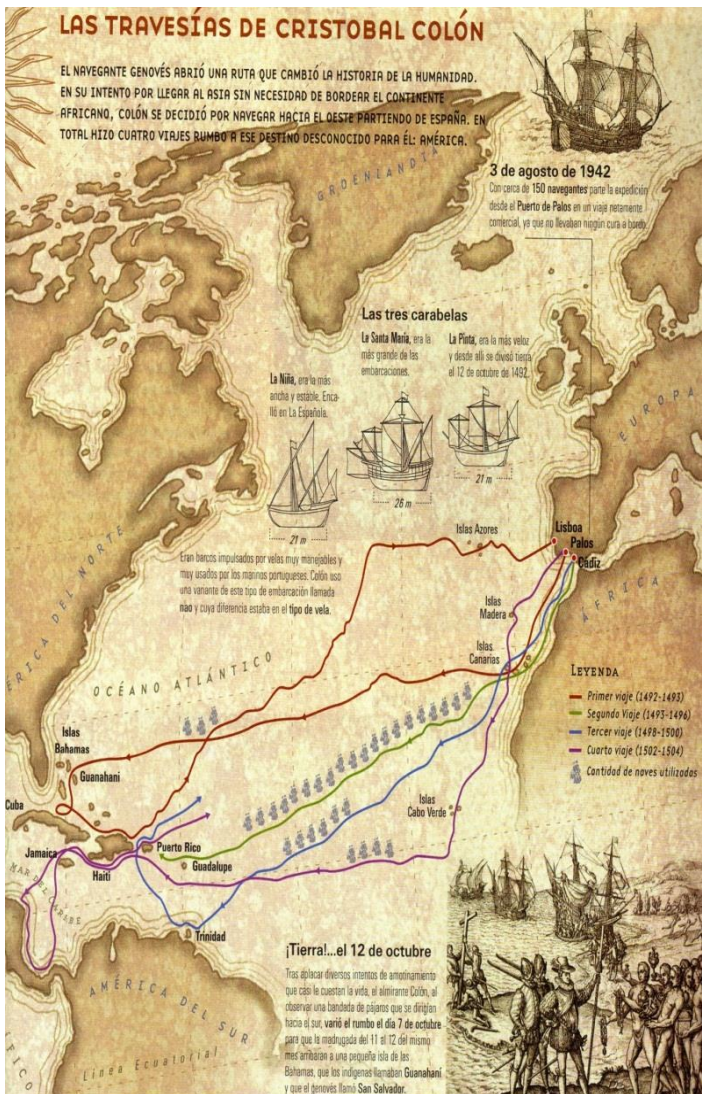 LAS TRAVESÍAS DE CRISTOBAL COLÓN
EL NAVEGANTE GENOVÉS ABRIÓ UNA RUTA QUE CAMBIÓ LA HISTORIA DE LA HUMANIDAD.
EN SU INTENTO POR LLEGAR AL ASIA SIN NECESIDAD DE BORDEAR EL CONTINENTE
AFRICANO, COLÓN SE DECIDIÓ POR NAVEGAR HACIA EL OESTE PARTIENDO DE ESPAÑA. EN
TOTAL HIZO CUATRO VIAJES RUMBO A ESE DESTINO DESCONOCIDO PARA ÉL: AMÉRICA.
GROENLANDIA
3 de agosto de 1942
Con cerca de 150 navegantes parte la expedición
desde el Puerto de Palos en un viaje netamente
comercial, ya que no llevaban ningún cura a bordo.
Las tres carabelas
La Santa María, era la
más grande de las
embarcaciones.
La Pinta, era la más veloz
y desde allí se divisó tierra
el 12 de octubre de 1492.
La Niña, era la más
ancha y estable. Enca-
lló en La Española.
21 m
26 m
21 m
Eran barcos impulsados por velas muy manejables y
muy usados por los marinos portugueses. Colón uso
una variante de este tipo de embarcación llamada
nao y cuya diferencia estaba en el tipo de vela.
EUROPA
Islas Azores
Lisboa
Palos
Cádiz
ÁFRICA
Islas
Madera
Islas
Canarias
AMÉRICA DEL NORTE
OCÉANO ATLÁNTICO
LEYENDA
Primer viaje (1492-1493)
Segundo Viaje (1493-1496)
Tercer viaje (1498-1500)
Cuarto viaje (1502-1504)
Cantidad de naves utilizadas
Islas
Bahamas
Guanahaní
Cuba
Islas
Cabo Verde
Jamaica
Haití
Puerto Rico
Guadalupe
MAR DEL CARIBE
Trinidad
AMÉRICA DEL SUR
Línea Ecuatorial
¡Tierra!...el 12 de octubre
Tras aplacar diversos intentos de amotinamiento
que casi le cuestan la vida, el almirante Colón, al
observar una bandada de pájaros que se dirigían
hacia el sur, varió el rumbo el día 7 de octubre
para que la madrugada del 11 al 12 del mismo
mes arribaran a una pequeña isla de las
Bahamas, que los indígenas llamaban Guanahaní
y que el genovés llamó San Salvador.